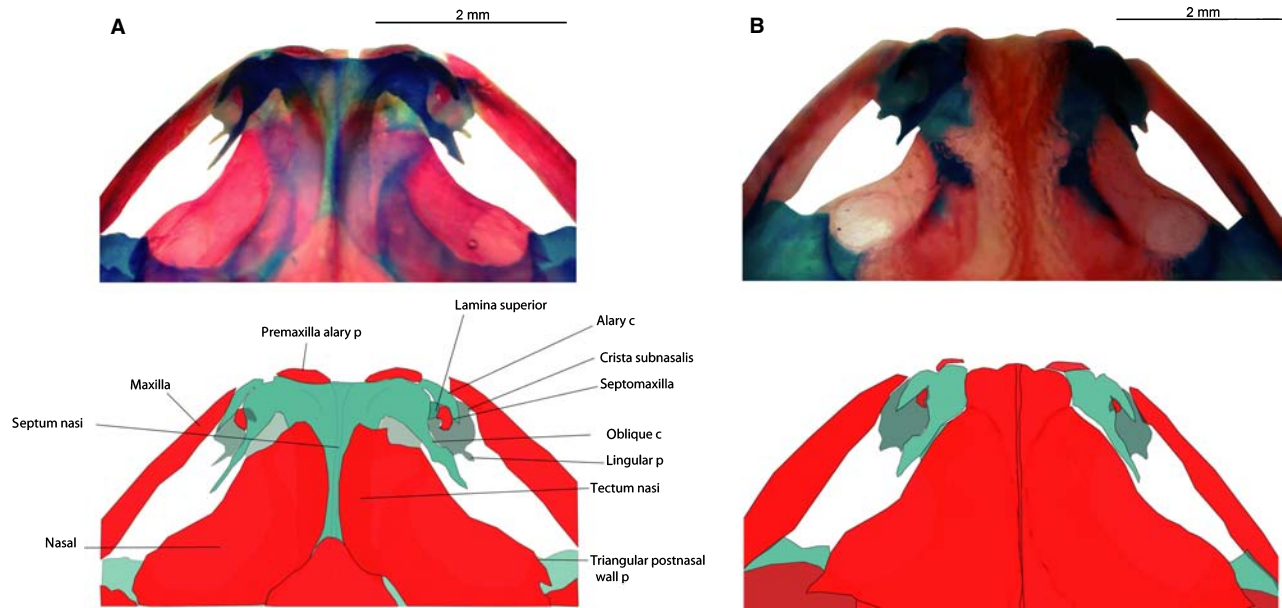 A
2 mm
B
2 mm
Lamina superior
Alary c
Premaxilla alary p
Crista subnasalis
Maxilla
Septomaxilla
Septum nasi
Oblique c
Lingular p
Tectum nasi
Nasal
Triangular postnasal
wall p